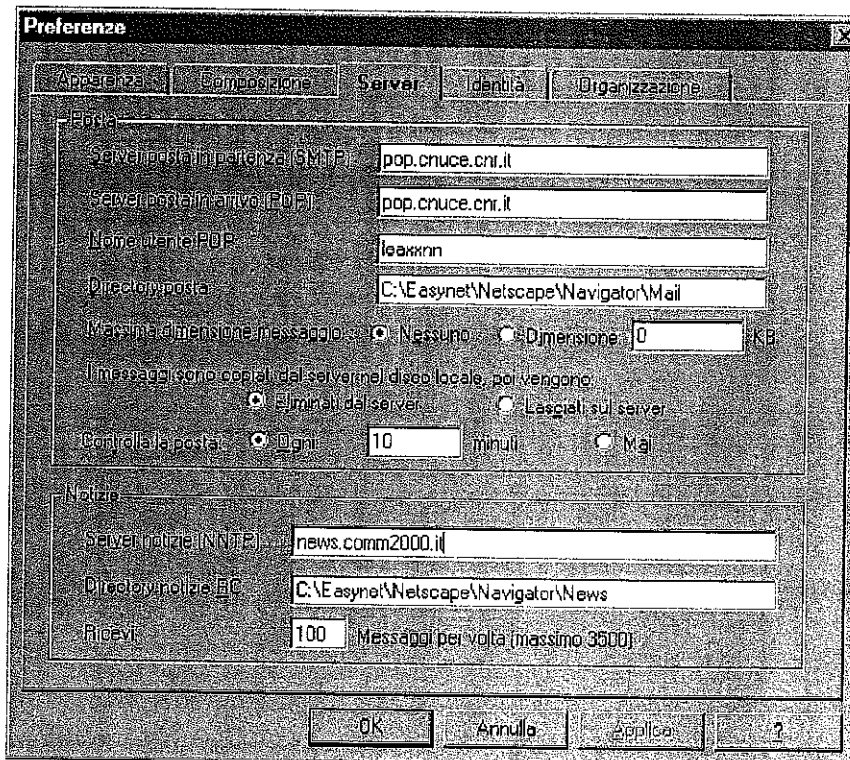 Preferenze
Apparenza Composizione Server Identità Organizzazione
Posta
Server posta in partenza (SMTP)
pop.cnuce.cnr.it
Server posta in arrivo (POP)
pop.cnuce.cnr.it
Nome utente POP
leaxxnn
Directory posta
C:\Easynet\Netscape\Navigator\Mail
Massima dimensione messaggio: Nessuno Dimensione: 0 KB
I messaggi sono copiati dal server nel disco locale, poi vengono:
Eliminati dal server Lasciati sul server
Controlla la posta: Ogni 10 minuti Mai
Notizie
Server notizie (NNTP)
news.comm2000.it
Directory notizie RC
C:\Easynet\Netscape\Navigator\News
Ricevi 100 Messaggi per volta (massimo 3500)
OK Annulla Applica ?